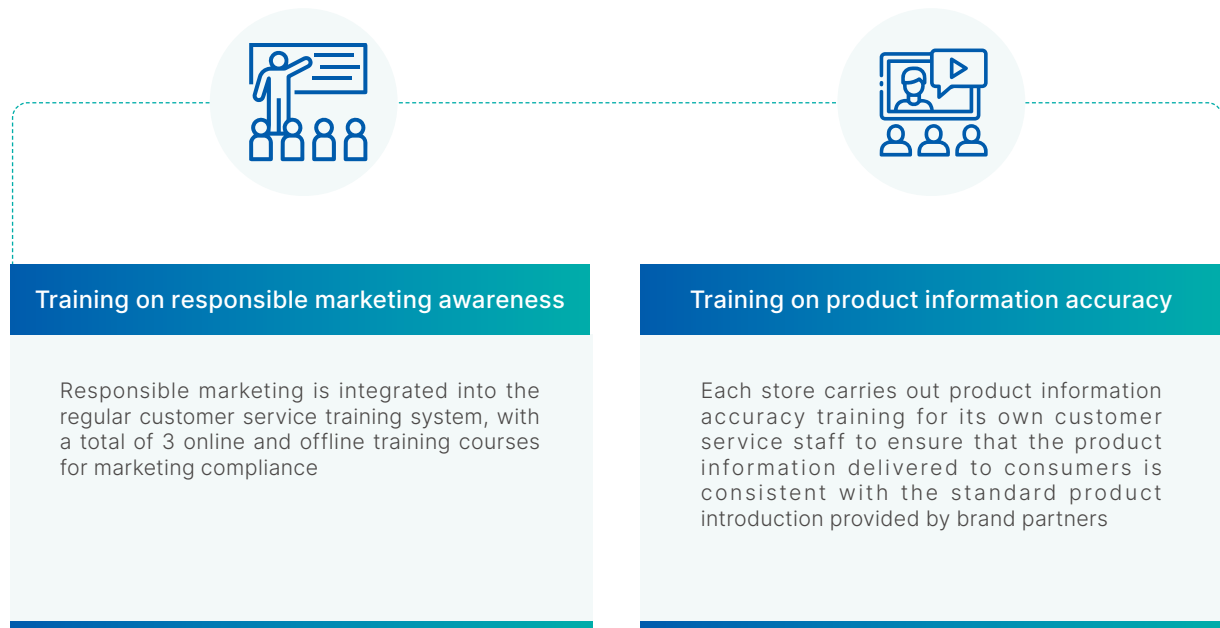 Training on responsible marketing awareness
Responsible marketing is integrated into the
regular customer service training system, with
a total of 3 online and offline training courses
for marketing compliance
Training on product information accuracy
Each store carries out product information
accuracy training for its own customer
service staff to ensure that the product
information delivered to consumers is
consistent with the standard product
introduction provided by brand partners